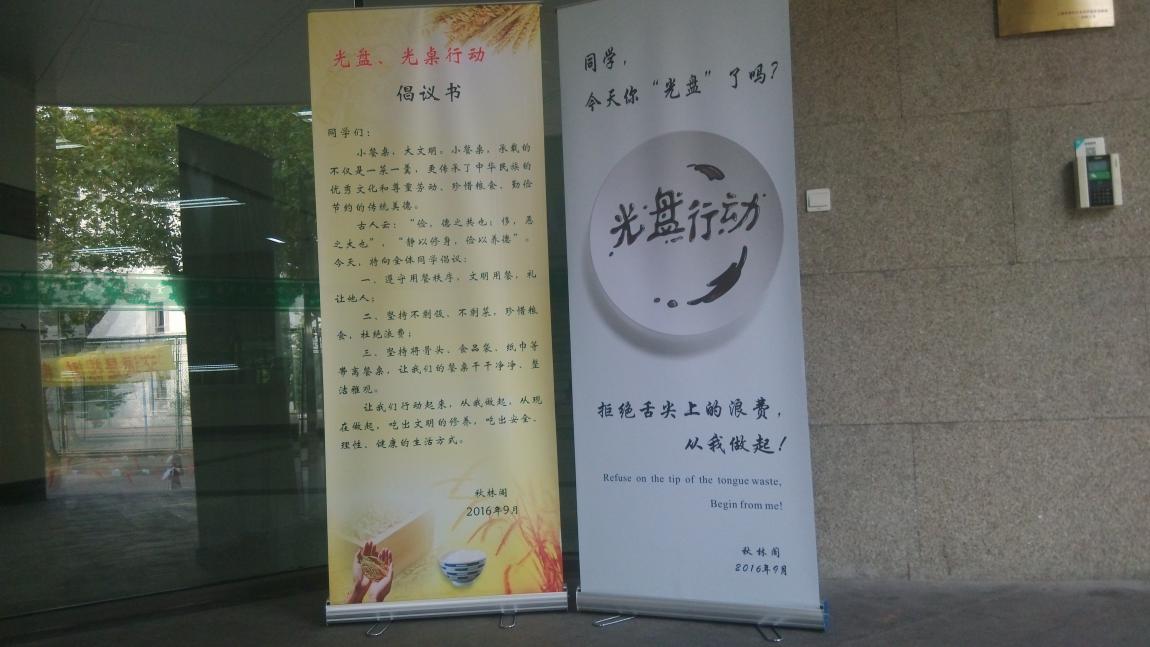 光盘、光桌行动
倡议书
同学们：
小餐桌，大文明。小餐桌，承载的
不仅是一菜一羹，更传承了中华民族的
优秀文化和尊重劳动、珍惜粮食、勤俭
节约的传统美德。
古人云：“俭，德之共也；侈，恶
之大也”，“静以修身，俭以养德”。
今天，特向全体同学倡议：
一、遵守用餐秩序，文明用餐，礼
让他人；
二、坚持不剩饭、不剩菜，珍惜粮
食，杜绝浪费；
三、坚持将骨头、食品袋、纸巾等
带离餐桌，让我们的餐桌干干净净、整
洁雅观。
让我们行动起来，从我做起，从现
在做起，吃出文明的修养，吃出安全、
理性、健康的生活方式。
秋林阁
2016年9月
同学，
今天你“光盘”了吗？
光盘行动
拒绝舌尖上的浪费，
从我做起！
Refuse on the tip of the tongue waste,
Begin from me!
秋林阁
2016年9月